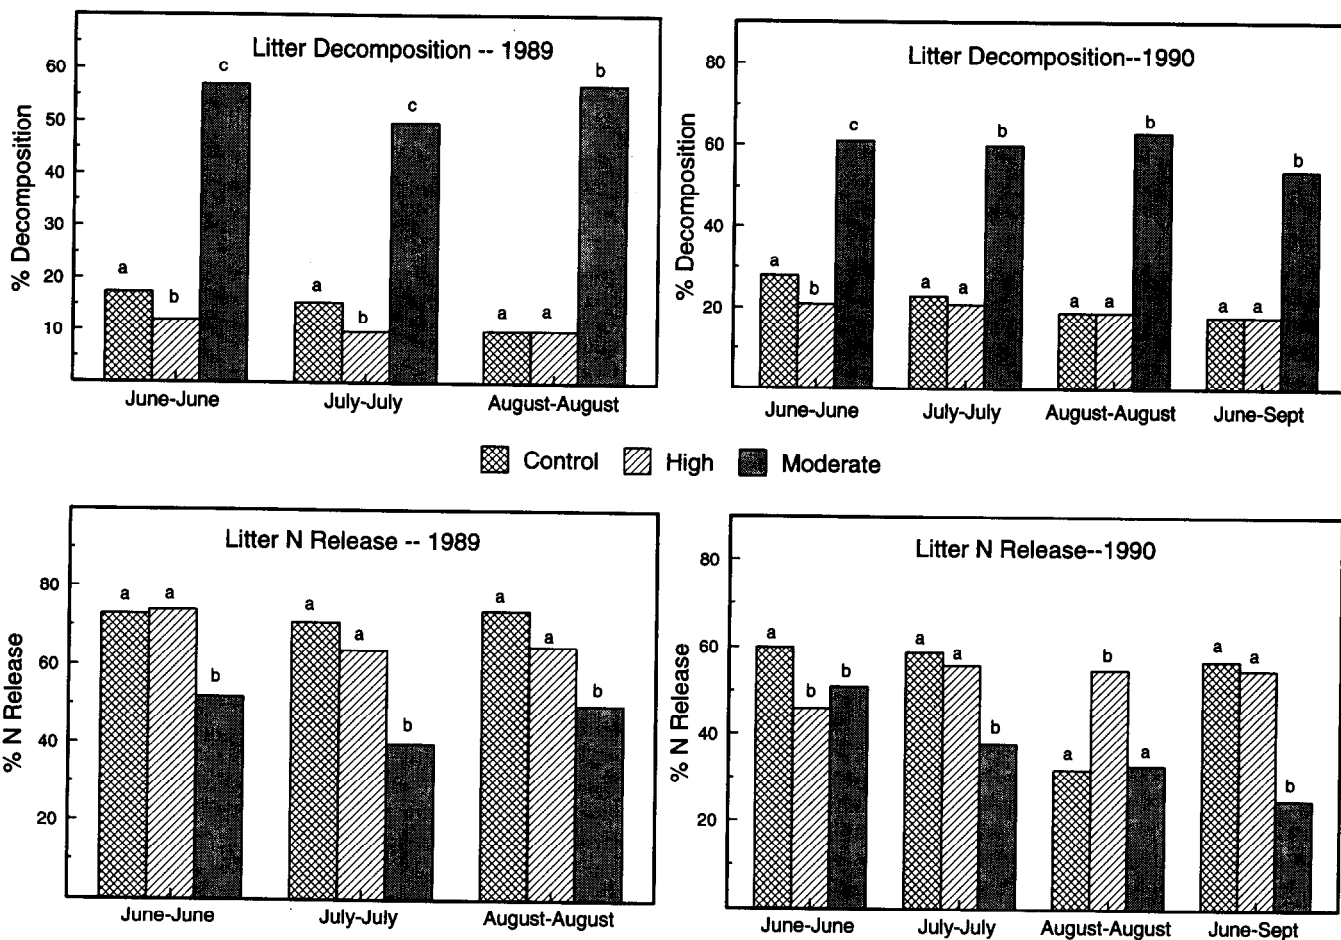 Litter Decomposition -- 1989
% Decomposition
60
50
40
30
20
10
a
b
c
a
b
c
a
a
b
June-June
July-July
August-August
Litter Decomposition--1990
% Decomposition
80
60
40
20
a
b
c
a
a
b
a
a
b
a
a
b
June-June
July-July
August-August
June-Sept
Control
High
Moderate
Litter N Release -- 1989
% N Release
80
60
40
20
a
a
b
a
a
b
a
a
b
June-June
July-July
August-August
Litter N Release--1990
% N Release
80
60
40
20
a
b
b
a
a
b
a
b
a
a
a
b
June-June
July-July
August-August
June-Sept